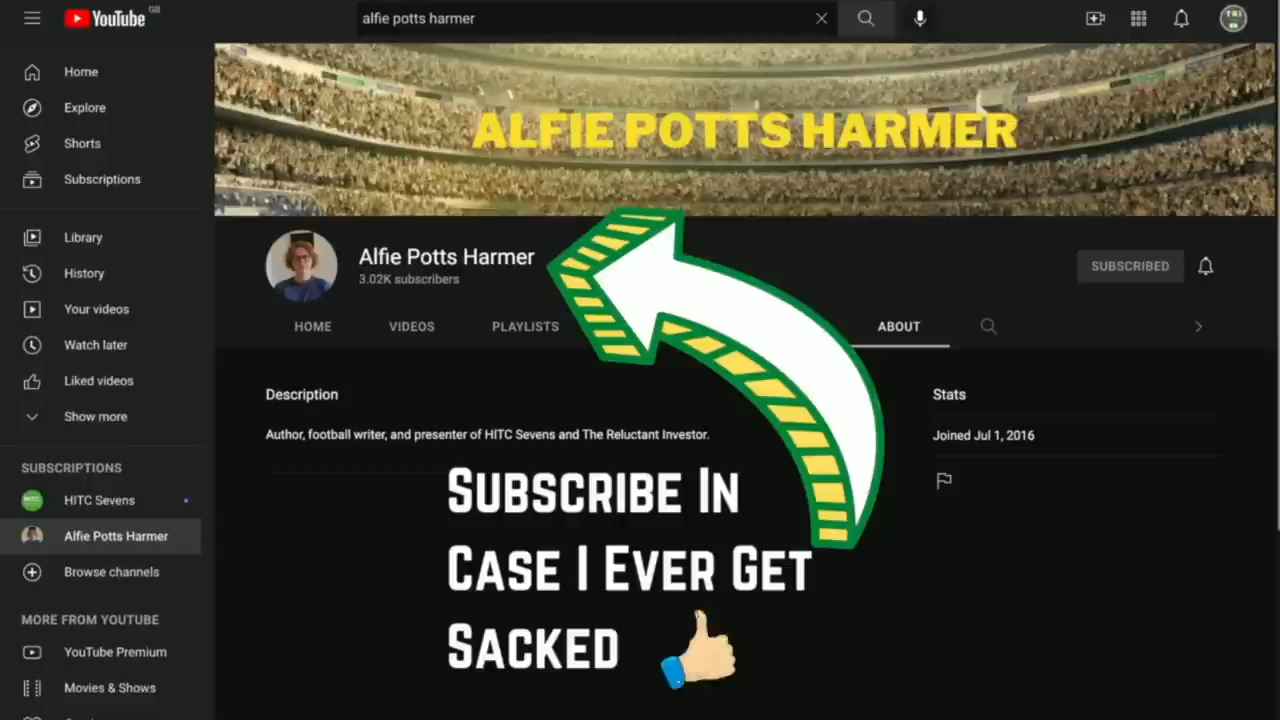 YouTube GB
alfie potts harmer
Home
Explore
Shorts
Subscriptions
Library
History
Your videos
Watch later
Liked videos
Show more
SUBSCRIPTIONS
HITC Sevens
Alfie Potts Harmer
Browse channels
MORE FROM YOUTUBE
YouTube Premium
Movies & Shows
ALFIE POTTS HARMER
Alfie Potts Harmer
3.02K subscribers
SUBSCRIBED
HOME VIDEOS PLAYLISTS ABOUT
Description
Author, football writer, and presenter of HITC Sevens and The Reluctant Investor.
Stats
Joined Jul 1, 2016
SUBSCRIBE IN
CASE I EVER GET
SACKED